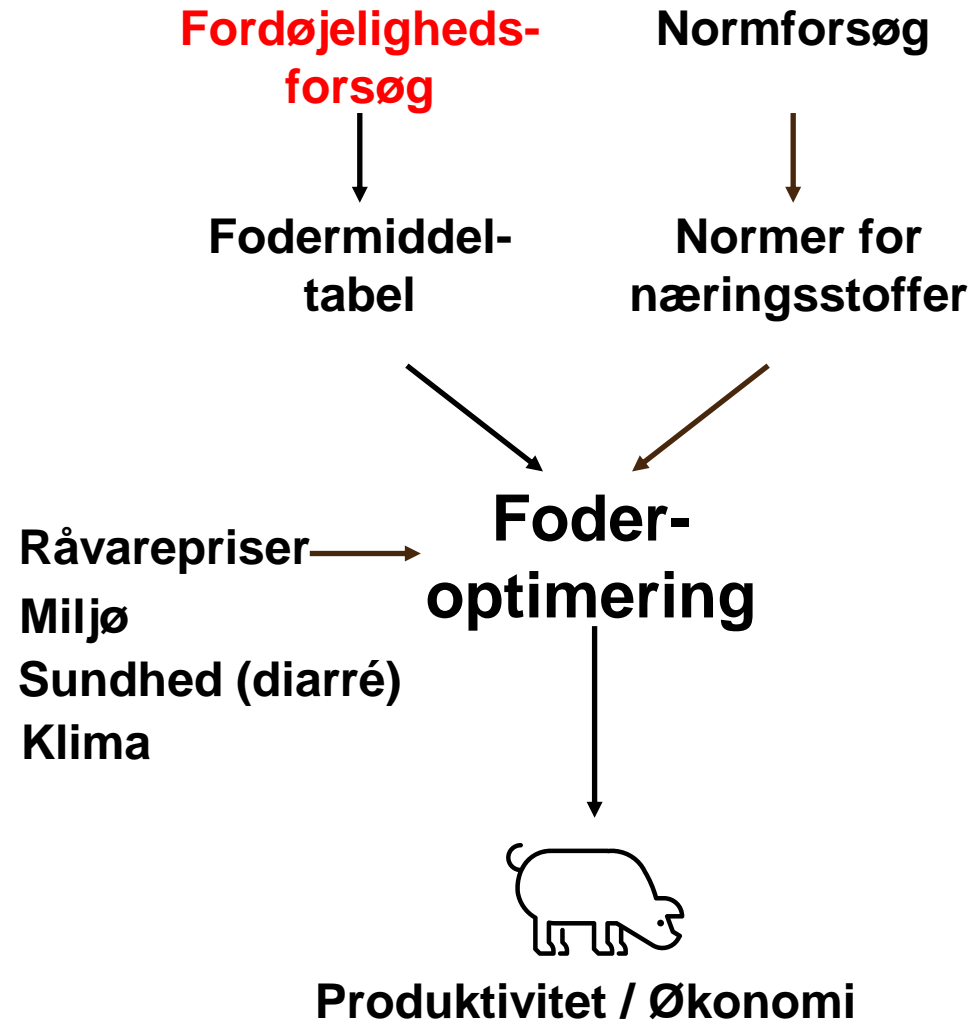 Fordøjeligheds-
forsøg
Normforsøg
Fodermiddel-
tabel
Normer for
næringsstoffer
Foder-
optimering
Råvarepriser
Miljø
Sundhed (diarré)
Klima
Produktivitet / Økonomi